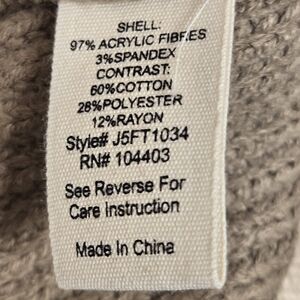 SHELL:
97% ACRYLIC FIBRES
3%SPANDEX
CONTRAST:
60%COTTON
28%POLYESTER
12%RAYON
Style# J5FT1034
RN# 104403
See Reverse For
Care Instruction
Made In China